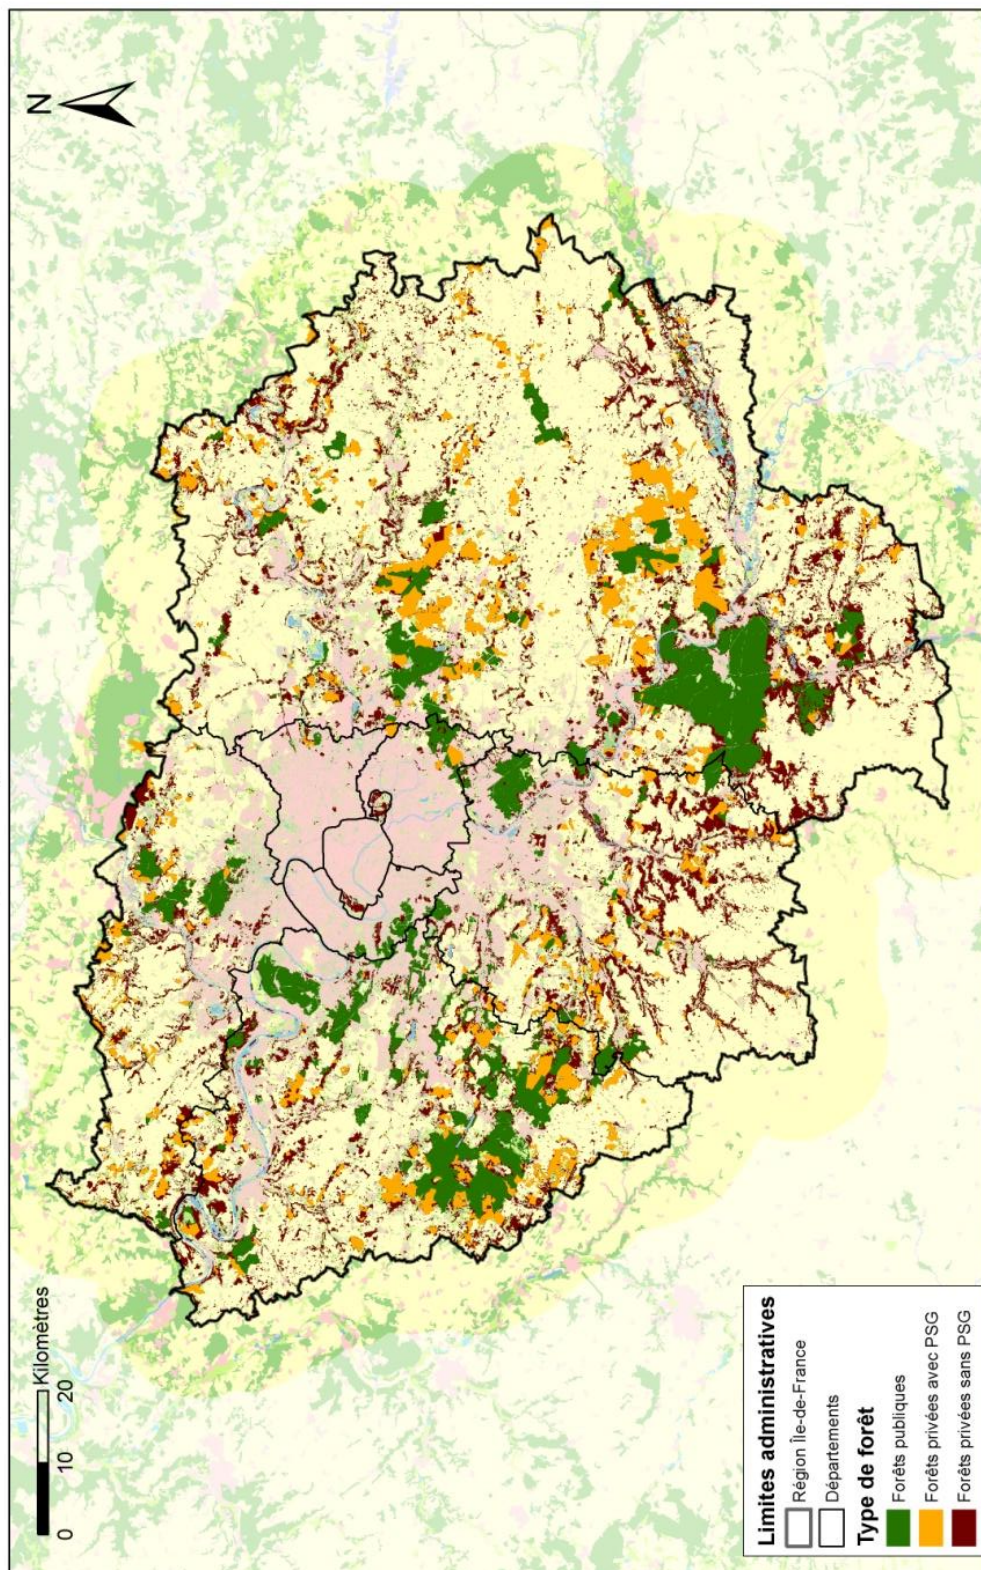 N
0 10 20 Kilomètres
Limites administratives
Région Île-de-France
Départements
Type de forêt
Forêts publiques
Forêts privées avec PSG
Forêts privées sans PSG